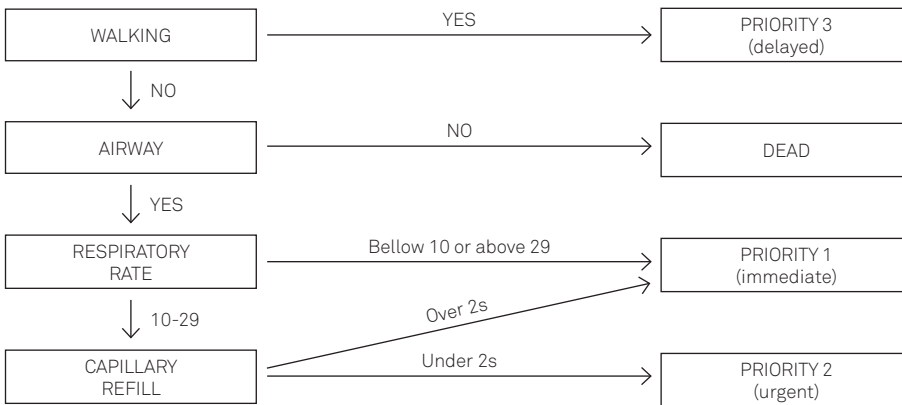 WALKING
YES
PRIORITY 3
(delayed)
NO
AIRWAY
NO
DEAD
YES
RESPIRATORY
RATE
Bellow 10 or above 29
PRIORITY 1
(immediate)
10-29
Over 2s
CAPILLARY
REFILL
Under 2s
PRIORITY 2
(urgent)